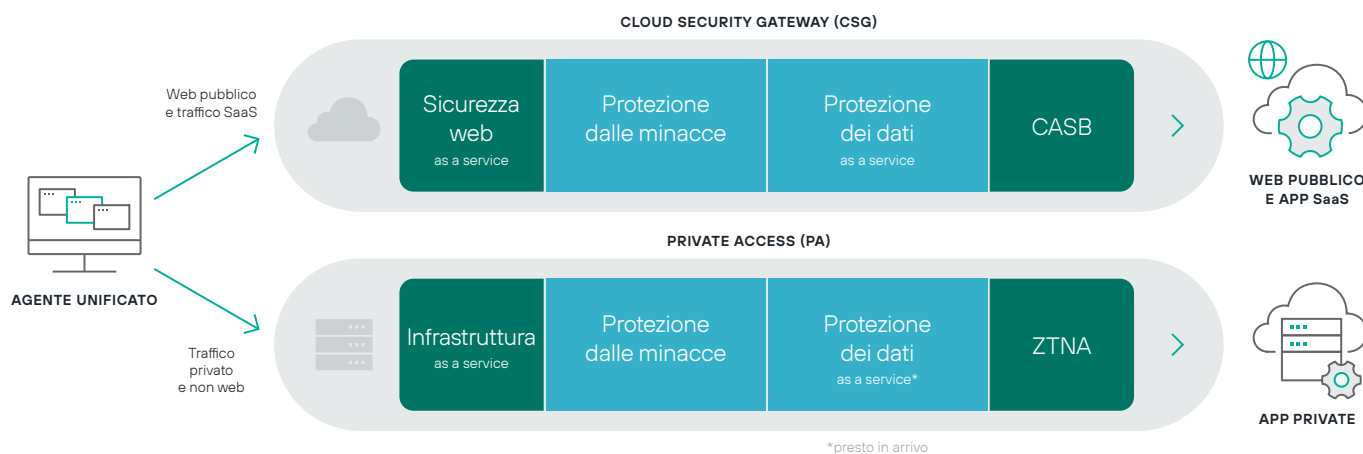 CLOUD SECURITY GATEWAY (CSG)
Web pubblico
e traffico SaaS
Sicurezza
web
as a service
Protezione
dalle minacce
Protezione
dei dati
as a service
CASB
WEB PUBBLICO
E APP SaaS
AGENTE UNIFICATO
PRIVATE ACCESS (PA)
Traffico
privato
e non web
Infrastruttura
as a service
Protezione
dalle minacce
Protezione
dei dati
as a service*
ZTNA
APP PRIVATE
*presto in arrivo